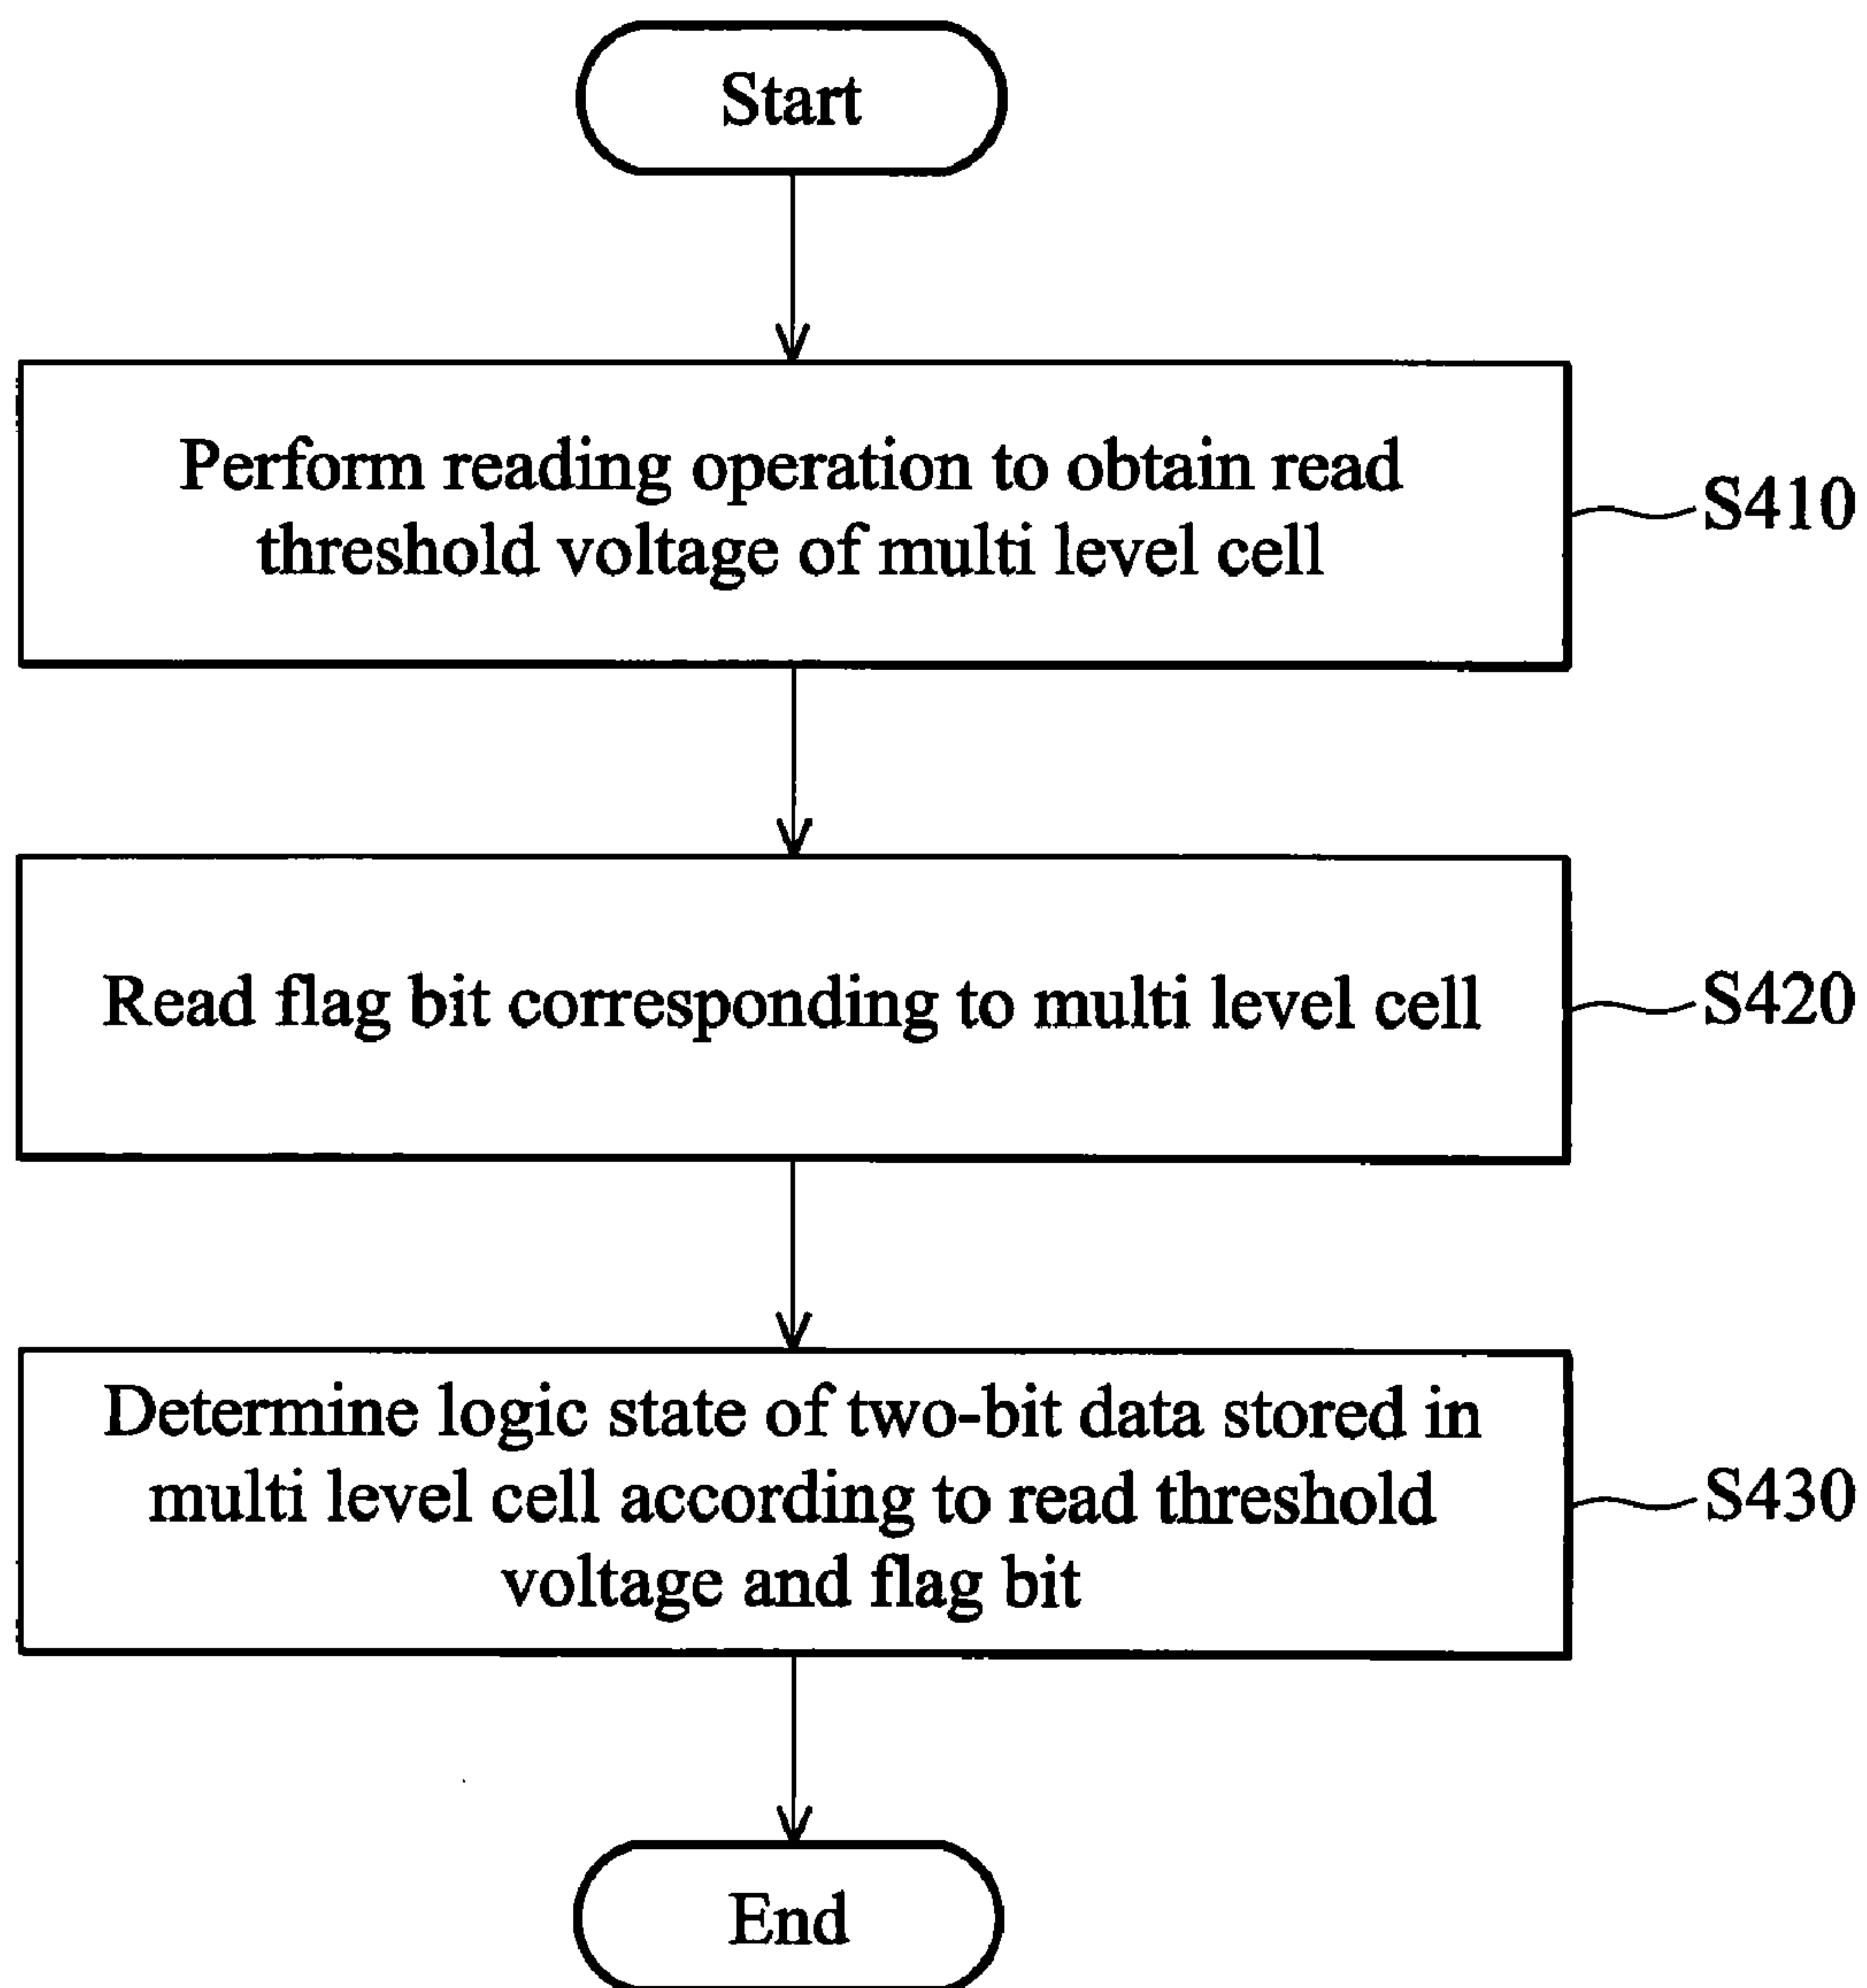 Start
Perform reading operation to obtain read
threshold voltage of multi level cell
S410
Read flag bit corresponding to multi level cell
S420
Determine logic state of two-bit data stored in
multi level cell according to read threshold
voltage and flag bit
S430
End